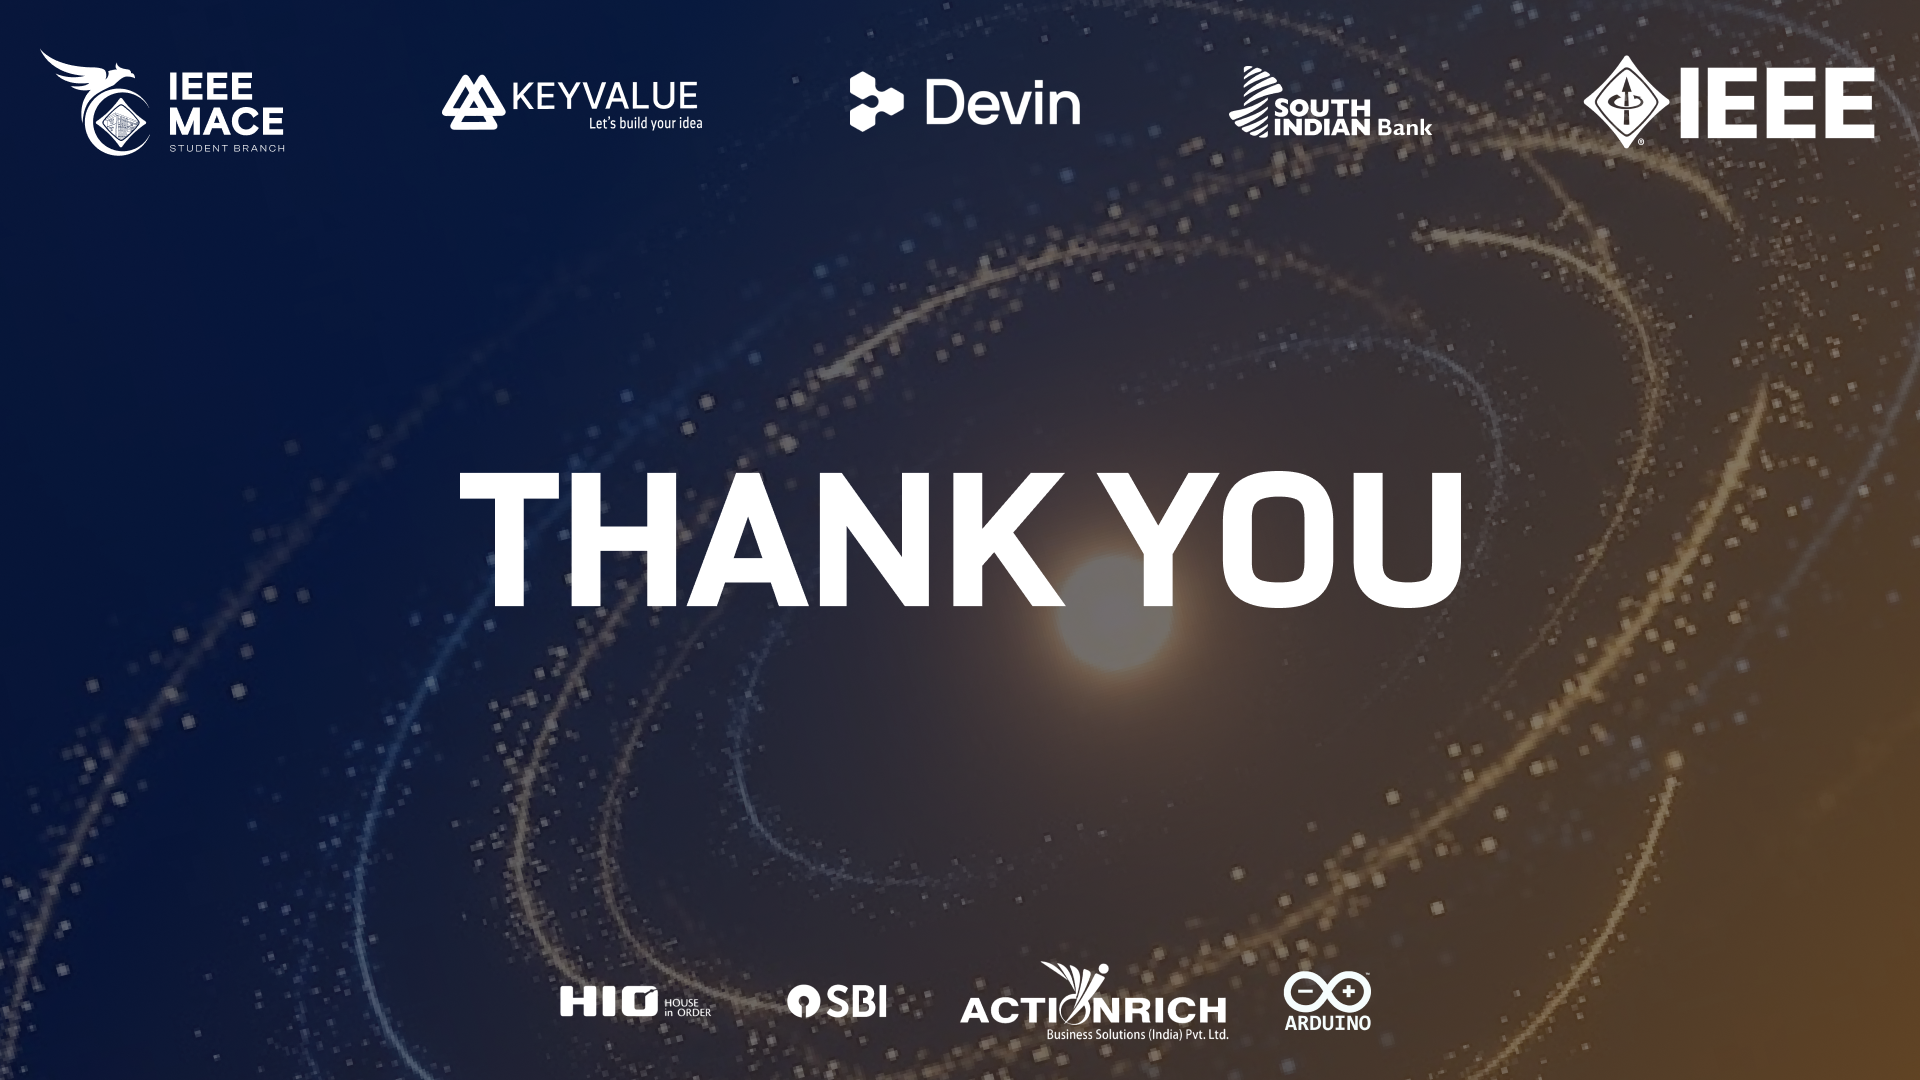 IEEE
MACE
STUDENT BRANCH
KEYVALUE
Let's build your idea
Devin
SOUTH
INDIAN Bank
IEEE
®
THANK YOU
HIO HOUSE
in ORDER
SBI
ACTIONRICH
Business Solutions (India) Pvt. Ltd.
ARDUINO